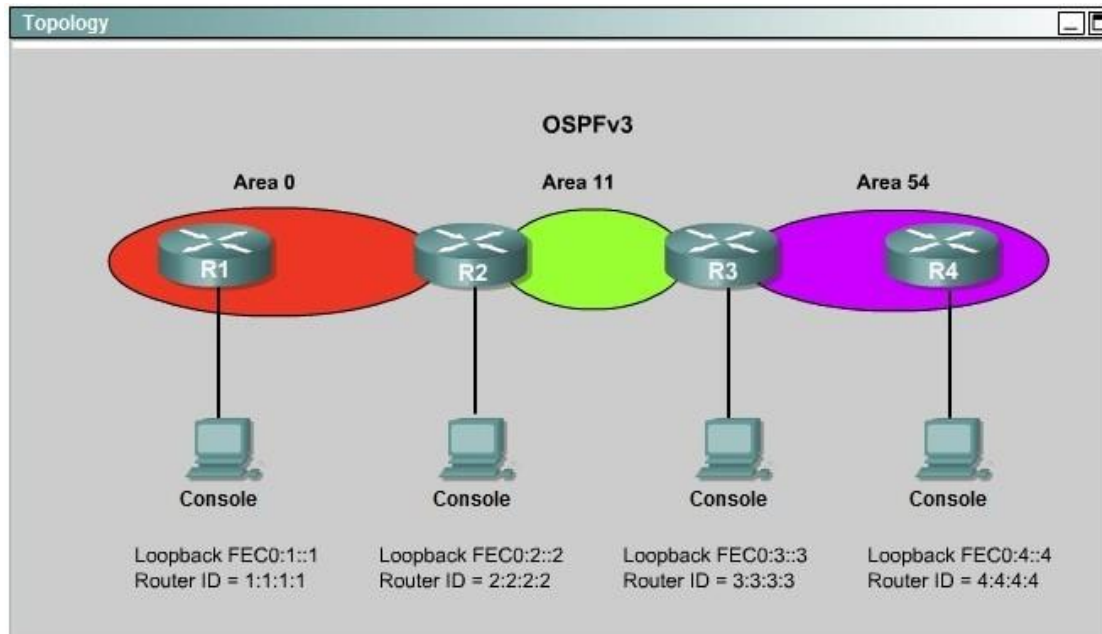 Topology
OSPFv3
Area 0
Area 11
Area 54
R1
R2
R3
R4
Console
Console
Console
Console
Loopback FEC0:1::1
Router ID = 1:1:1:1
Loopback FEC0:2::2
Router ID = 2:2:2:2
Loopback FEC0:3::3
Router ID = 3:3:3:3
Loopback FEC0:4::4
Router ID = 4:4:4:4